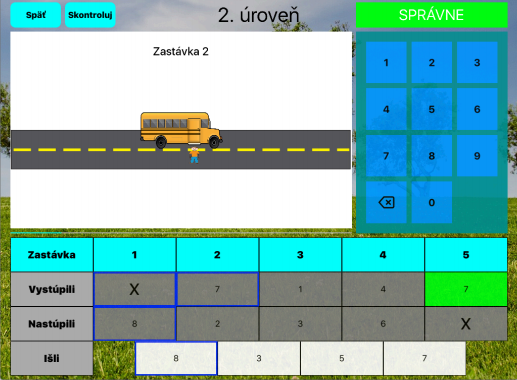 Späť Skontroluj 2. úroveň SPRÁVNE
Zastávka 2
1 2 3
4 5 6
7 8 9
0
Zastávka 1 2 3 4 5
Vystúpili X 7 1 4 7
Nastúpili 8 2 3 6 X
Išli 8 3 5 7